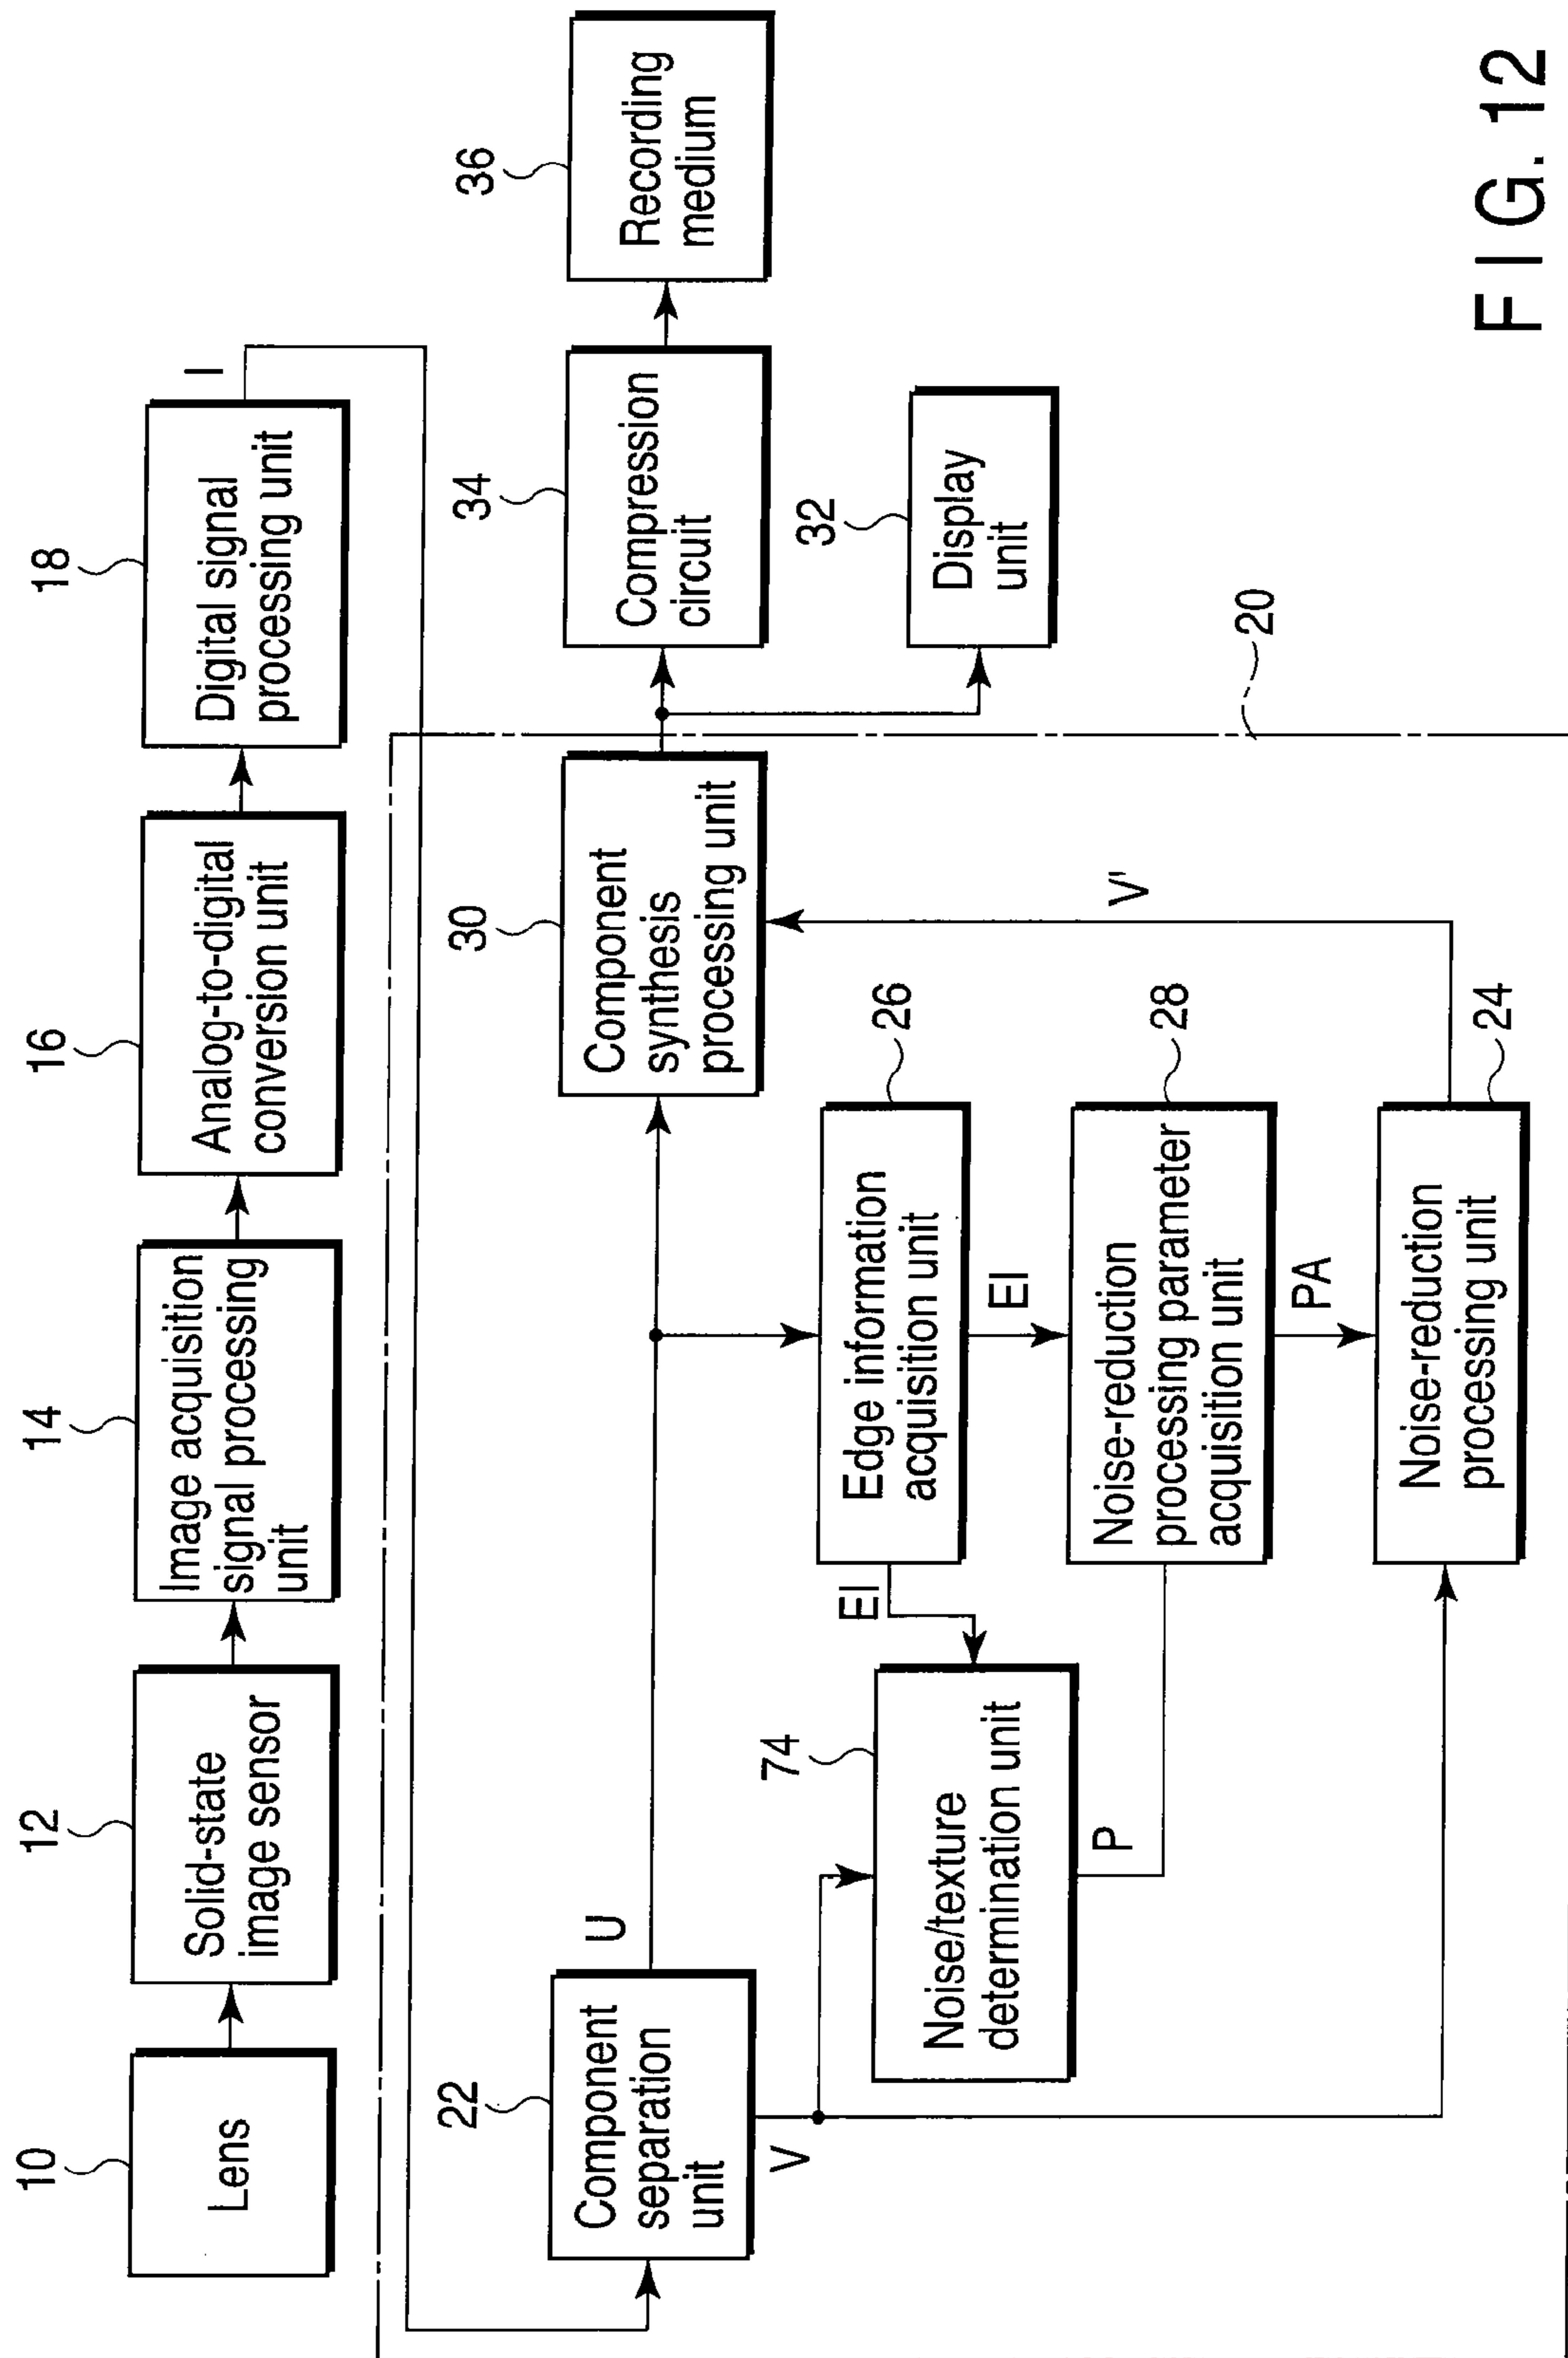 10
Lens
12
Solid-state
image sensor
14
Image acquisition
signal processing
unit
16
Analog-to-digital
conversion unit
18
Digital signal
processing unit
I
22
Component
separation
unit
U
V
30
Component
synthesis
processing unit
34
Compression
circuit
36
Recording
medium
32
Display
unit
20
74
Noise/texture
determination unit
P
EI
26
Edge information
acquisition unit
EI
28
Noise-reduction
processing parameter
acquisition unit
PA
24
Noise-reduction
processing unit
V'
FIG. 12